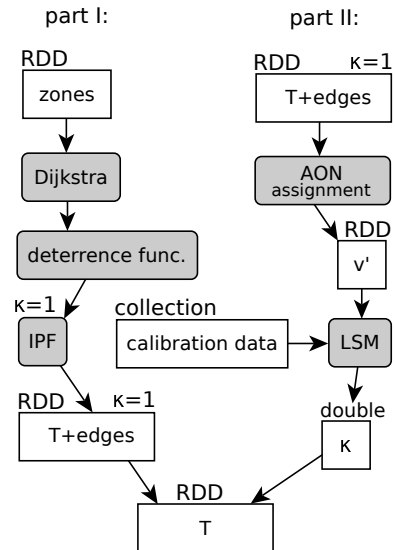 part I:
RDD
zones
Dijkstra
deterrence func.
κ=1
IPF
RDD κ=1
T+edges
part II:
RDD κ=1
T+edges
AON
assignment
RDD
v'
collection
calibration data
LSM
double
κ
RDD
T